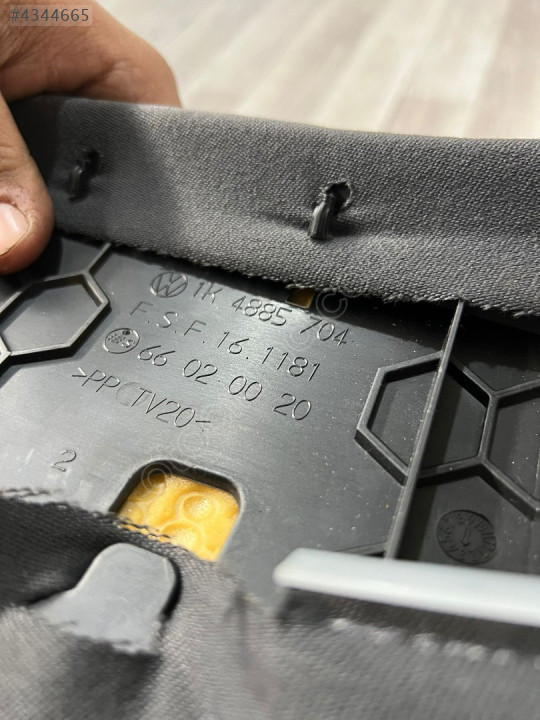 #4344665
1K 4885 704
F.S.F. 16.1181
66 02 00 20
>PP TV20<
2